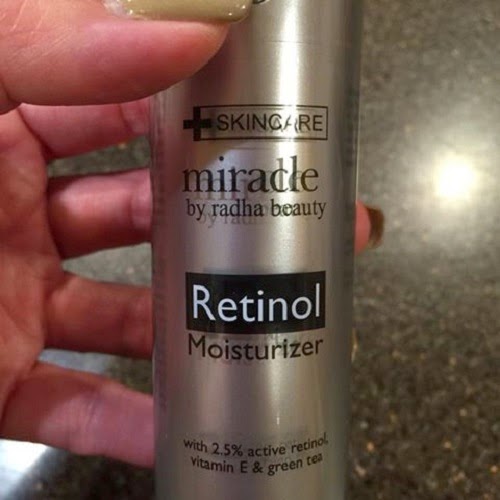 SKINCARE
miracle
by radha beauty
Retinol
Moisturizer
with 2.5% active retinol,
vitamin E & green tea